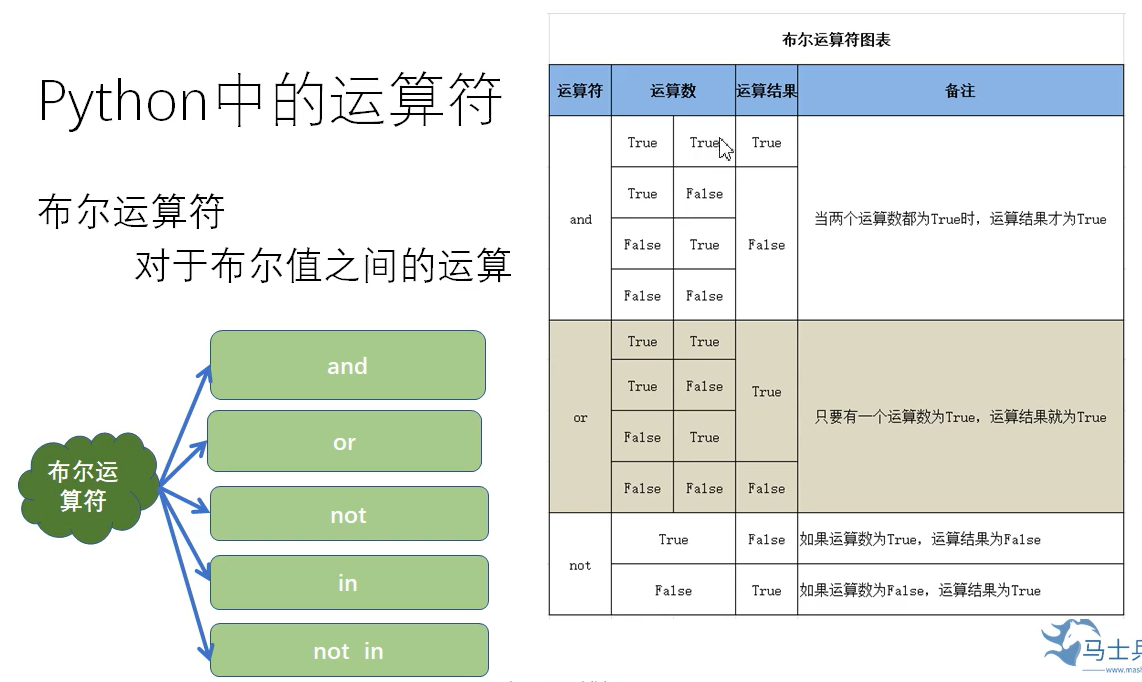 Python中的运算符
布尔运算符
对于布尔值之间的运算
布尔运
算符
and
or
not
in
not in
布尔运算符图表
运算符 运算数 运算结果 备注
and
True True True
True False
False True
False False
False
当两个运算数都为True时，运算结果才为True
or
True True
True False
False True
True
False False False
只要有一个运算数为True，运算结果就为True
not
True False 如果运算数为True，运算结果为False
False True 如果运算数为False，运算结果为True
马士兵
www.mas